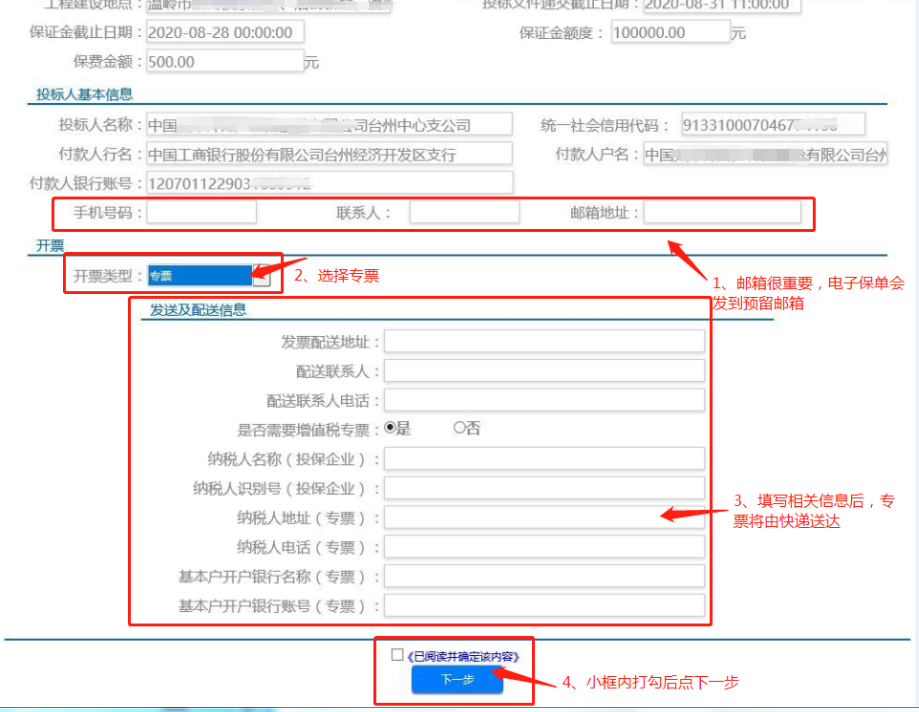 工程建设地点：温岭市
投标文件递交截止日期：2020-08-31 11:00:00
保证金截止日期：2020-08-28 00:00:00
保证金额度：100000.00 元
保费金额：500.00 元
投标人基本信息
投标人名称：中国 公司台州中心支公司
统一社会信用代码：913310007046
付款人行名：中国工商银行股份有限公司台州经济开发区支行
付款人户名：中国 有限公司台州
付款人银行账号：120701122903
手机号码：
联系人：
邮箱地址：
开票
开票类型：专票
2、选择专票
1、邮箱很重要，电子保单会
发到预留邮箱
发送及配送信息
发票配送地址：
配送联系人：
配送联系人电话：
是否需要增值税专票：是 否
纳税人名称（投保企业）：
纳税人识别号（投保企业）：
纳税人地址（专票）：
纳税人电话（专票）：
基本户开户银行名称（专票）：
基本户开户银行账号（专票）：
3、填写相关信息后，专
票将由快递送达
《已阅读并确定该内容》
下一步
4、小框内打勾后点下一步